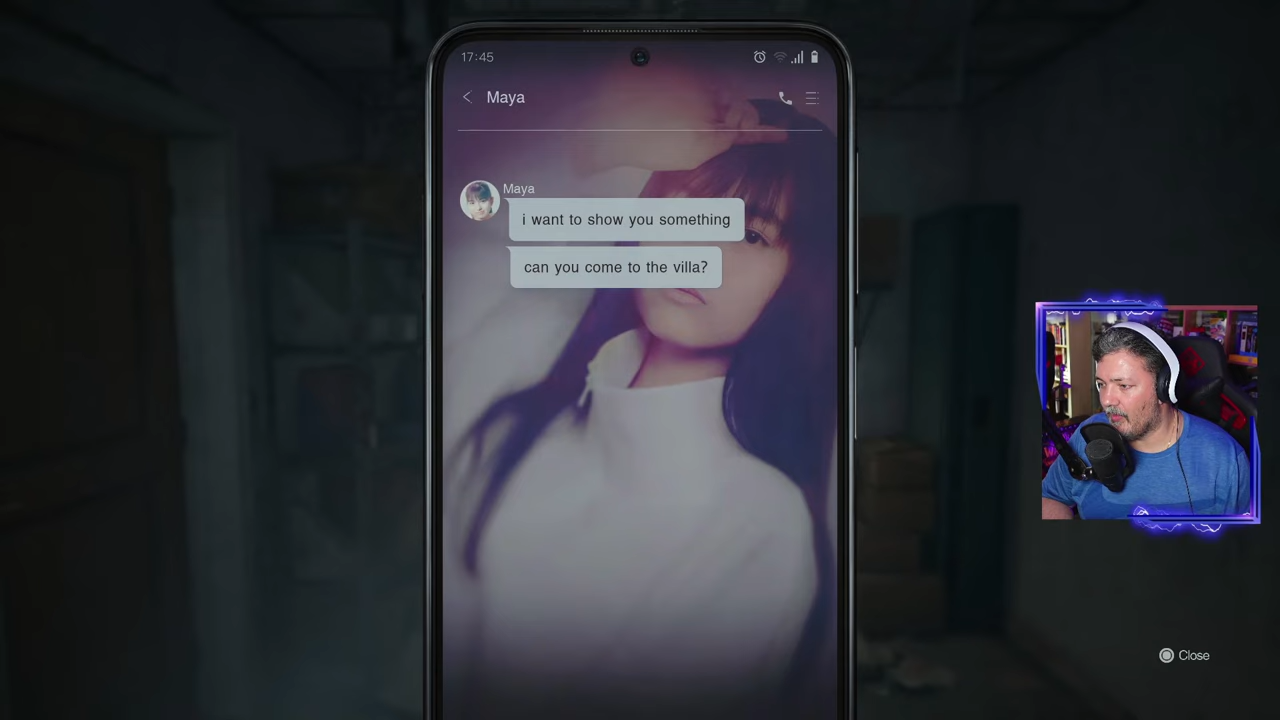 17:45
Maya
Maya
i want to show you something
can you come to the villa?
Close